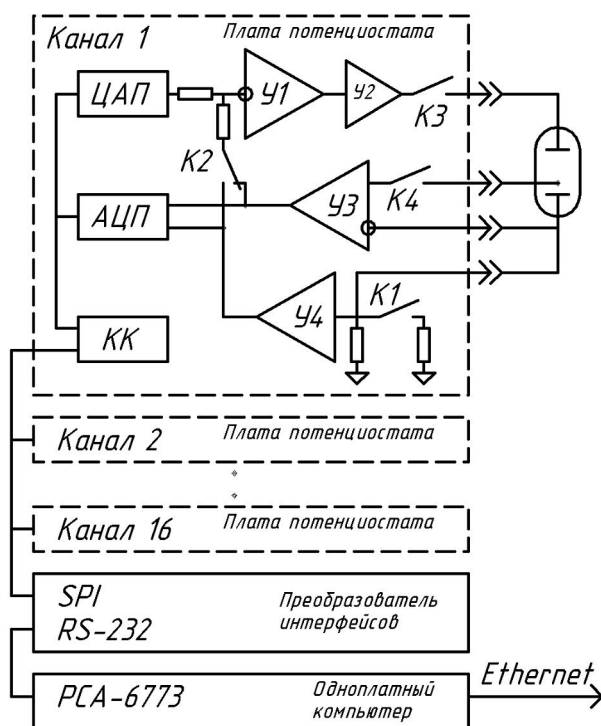 Канал 1
Плата потенциостата
ЦАП
У1
У2
К3
К2
АЦП
У3
К4
У4
К1
КК
Канал 2
Плата потенциостата
Канал 16
Плата потенциостата
SPI
RS-232
Преобразователь
интерфейсов
PCA-6773
Одноплатный
компьютер
Ethernet